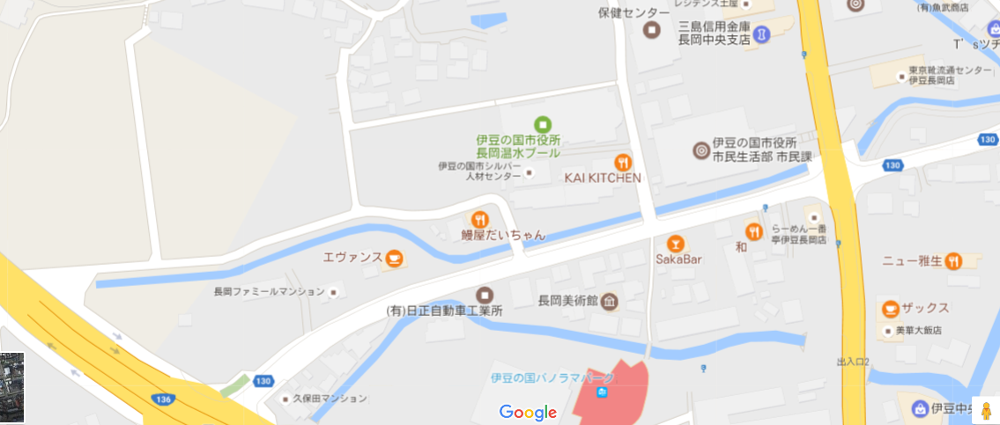 保健センター
レジデンス土屋
三島信用金庫
長岡中央支店
(有)魚武商店
T'sツチ
東京靴流通センター
伊豆長岡店
130
130
伊豆の国市役所
長岡温水プール
伊豆の国市シルバー
人材センター
KAI KITCHEN
伊豆の国市役所
市民生活部 市民課
鰻屋だいちゃん
エヴァンス
SakaBar
和
らーめん一番
亭伊豆長岡店
ニュー雅生
長岡ファミールマンション
(有)日正自動車工業所
長岡美術館
ザックス
美華大飯店
出入口2
130
136
久保田マンション
伊豆の国パノラマパーク
Google
伊豆中央